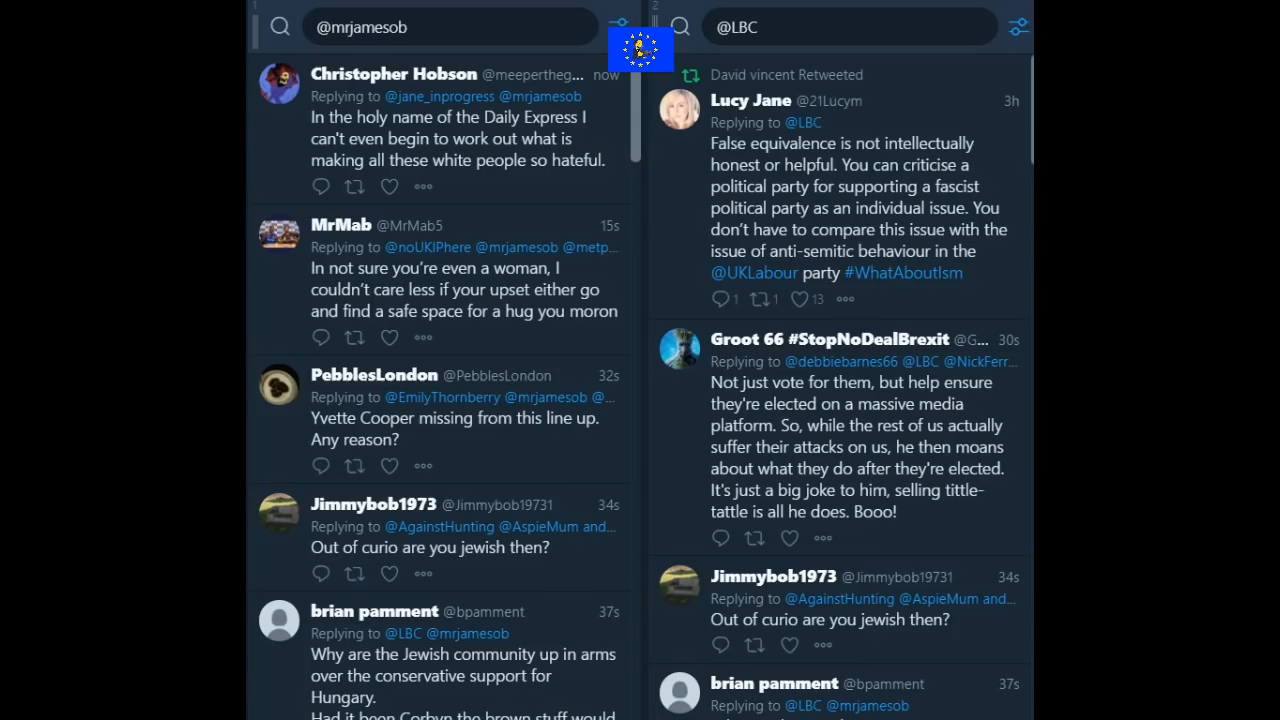 1
@mrjamesob
Christopher Hobson @meepertheg... now
Replying to @jane_inprogress @mrjamesob
In the holy name of the Daily Express I
can't even begin to work out what is
making all these white people so hateful.
MrMab @MrMab5 15s
Replying to @noUKIPhere @mrjamesob @metp...
In not sure you're even a woman, I
couldn't care less if your upset either go
and find a safe space for a hug you moron
PebblesLondon @PebblesLondon 32s
Replying to @EmilyThornberry @mrjamesob @...
Yvette Cooper missing from this line up.
Any reason?
Jimmybob1973 @Jimmybob19731 34s
Replying to @AgainstHunting @AspieMum and...
Out of curio are you jewish then?
brian pamment @bpamment 37s
Replying to @LBC @mrjamesob
Why are the Jewish community up in arms
over the conservative support for
Hungary.
Had it been Corbyn the brown stuff would
2
@LBC
David vincent Retweeted
Lucy Jane @21Lucym 3h
Replying to @LBC
False equivalence is not intellectually
honest or helpful. You can criticise a
political party for supporting a fascist
political party as an individual issue. You
don't have to compare this issue with the
issue of anti-semitic behaviour in the
@UKLabour party #WhatAboutIsm
1 1 13
Groot 66 #StopNoDealBrexit @G... 30s
Replying to @debbiebarnes66 @LBC @NickFerr...
Not just vote for them, but help ensure
they're elected on a massive media
platform. So, while the rest of us actually
suffer their attacks on us, he then moans
about what they do after they're elected.
It's just a big joke to him, selling tittle-
tattle is all he does. Booo!
Jimmybob1973 @Jimmybob19731 34s
Replying to @AgainstHunting @AspieMum and...
Out of curio are you jewish then?
brian pamment @bpamment 37s
Replying to @LBC @mrjamesob